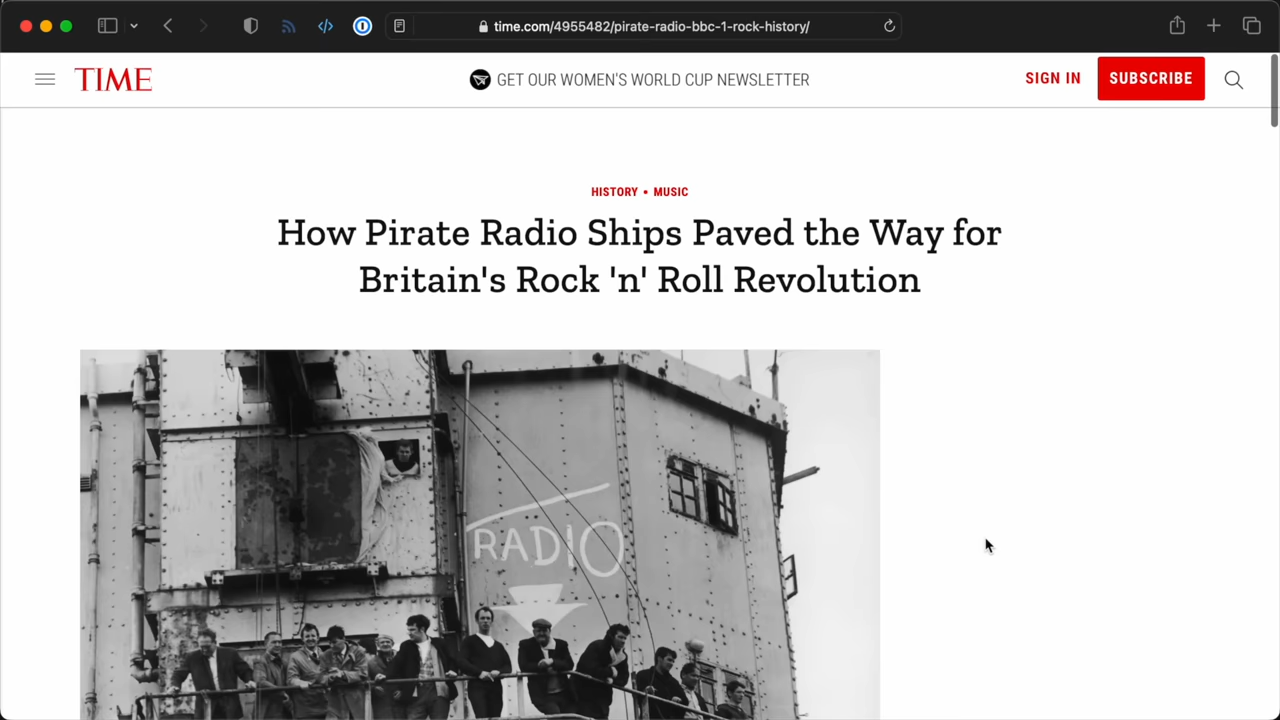 time.com/4955482/pirate-radio-bbc-1-rock-history/
TIME
GET OUR WOMEN'S WORLD CUP NEWSLETTER
SIGN IN
SUBSCRIBE
HISTORY • MUSIC
How Pirate Radio Ships Paved the Way for
Britain's Rock 'n' Roll Revolution
RADIO